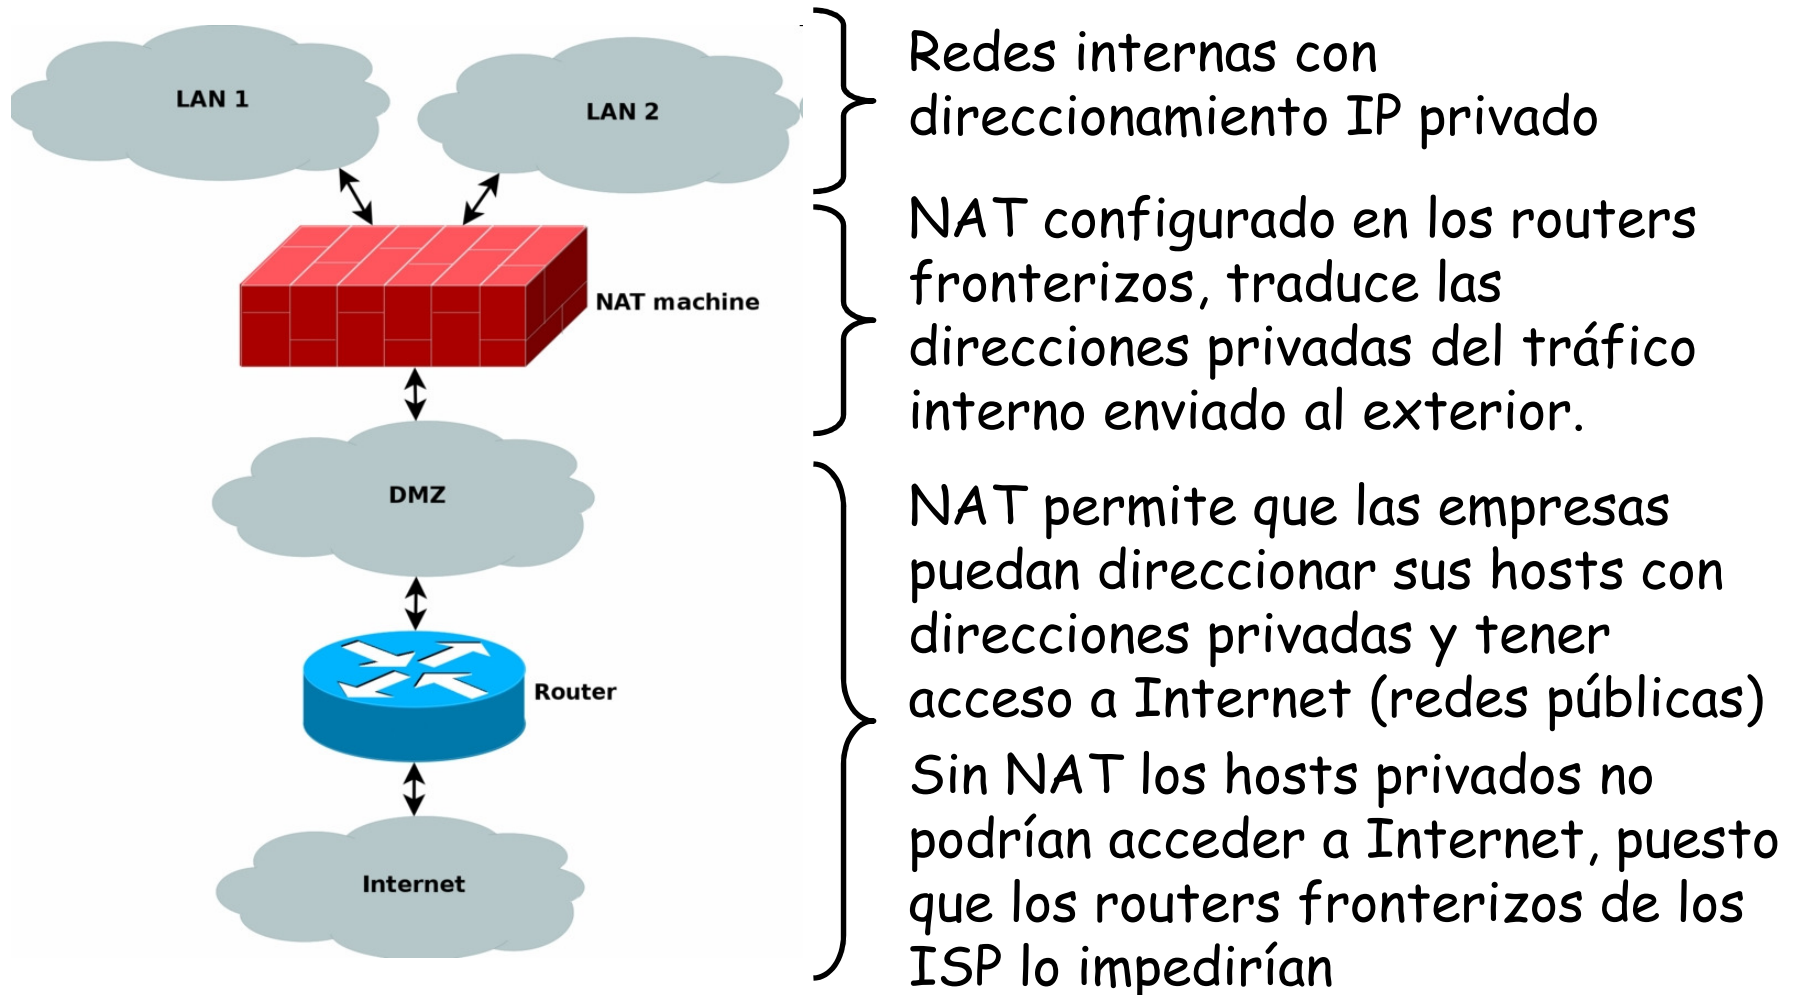 LAN 1
LAN 2
NAT machine
DMZ
Router
Internet
Redes internas con
direccionamiento IP privado
NAT configurado en los routers
fronterizos, traduce las
direcciones privadas del tráfico
interno enviado al exterior.
NAT permite que las empresas
puedan direccionar sus hosts con
direcciones privadas y tener
acceso a Internet (redes públicas)
Sin NAT los hosts privados no
podrían acceder a Internet, puesto
que los routers fronterizos de los
ISP lo impedirían